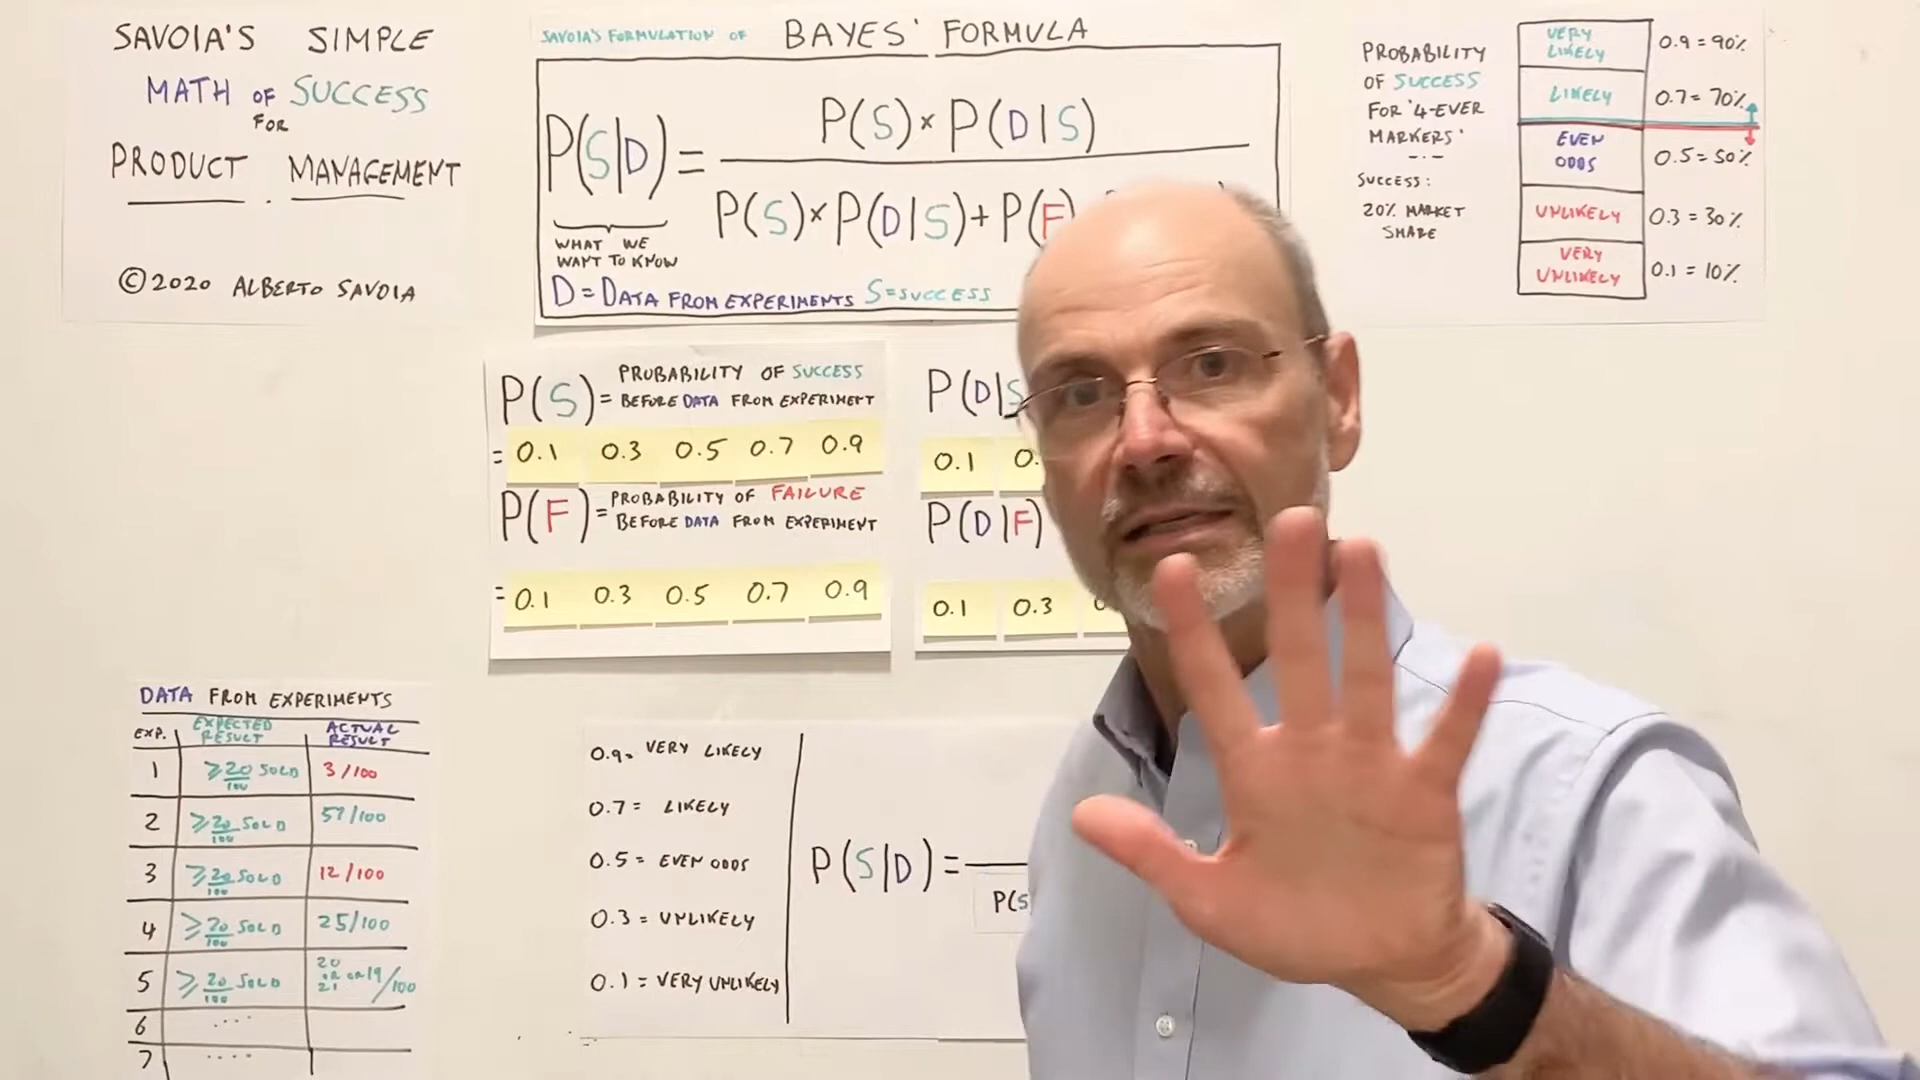 SAVOIA'S SIMPLE
MATH OF SUCCESS
FOR
PRODUCT MANAGEMENT
©2020 ALBERTO SAVOIA
SAVOIA'S FORMULATION OF BAYES' FORMULA
P(S|D) = P(S)×P(D|S)
P(S)×P(D|S)+P(F)
WHAT WE
WANT TO KNOW
D=DATA FROM EXPERIMENTS S=SUCCESS
PROBABILITY
OF SUCCESS
FOR '4-EVER
MARKERS'
SUCCESS:
20% MARKET
SHARE
VERY LIKELY 0.9=90%
LIKELY 0.7=70%
EVEN ODDS 0.5=50%
UNLIKELY 0.3=30%
VERY UNLIKELY 0.1=10%
P(S)= PROBABILITY OF SUCCESS
BEFORE DATA FROM EXPERIMENT
= 0.1 0.3 0.5 0.7 0.9
P(F)= PROBABILITY OF FAILURE
BEFORE DATA FROM EXPERIMENT
= 0.1 0.3 0.5 0.7 0.9
P(D|S
0.1 0.
P(D|F)
0.1 0.3
DATA FROM EXPERIMENTS
EXP. EXPECTED RESULT ACTUAL RESULT
1 ≥20/100 SOLD 3/100
2 ≥20/100 SOLD 57/100
3 ≥20/100 SOLD 12/100
4 ≥20/100 SOLD 25/100
5 ≥20/100 SOLD 20 OR 21 OR 19/100
6 ....
7 ....
0.9= VERY LIKELY
0.7= LIKELY
0.5= EVEN ODDS
0.3= UNLIKELY
0.1= VERY UNLIKELY
P(S|D)=
P(S